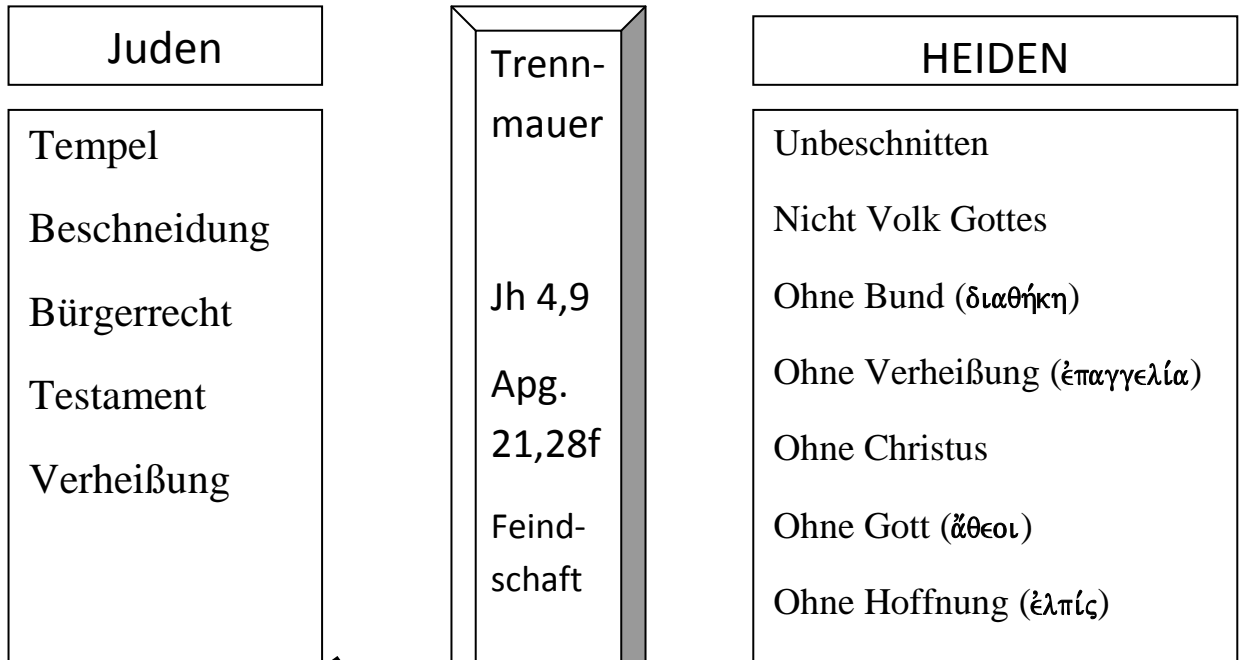 Juden
Tempel
Beschneidung
Bürgerrecht
Testament
Verheißung
Trenn-
mauer
Jh 4,9
Apg.
21,28f
Feind-
schaft
HEIDEN
Unbeschnitten
Nicht Volk Gottes
Ohne Bund (διαθήκη)
Ohne Verheißung (ἐπαγγελία)
Ohne Christus
Ohne Gott (ἄθεοι)
Ohne Hoffnung (ἐλπίς)